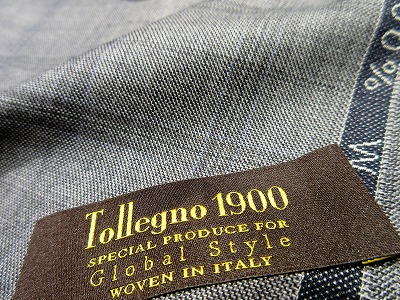 Tollegno 1900
SPECIAL PRODUCE FOR
Global Style
WOVEN IN ITALY
% W